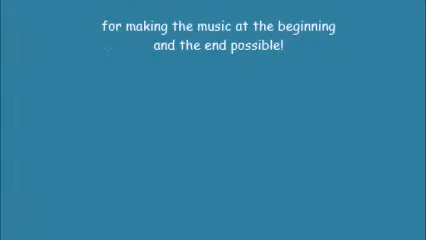 for making the music at the beginning
and the end possible!